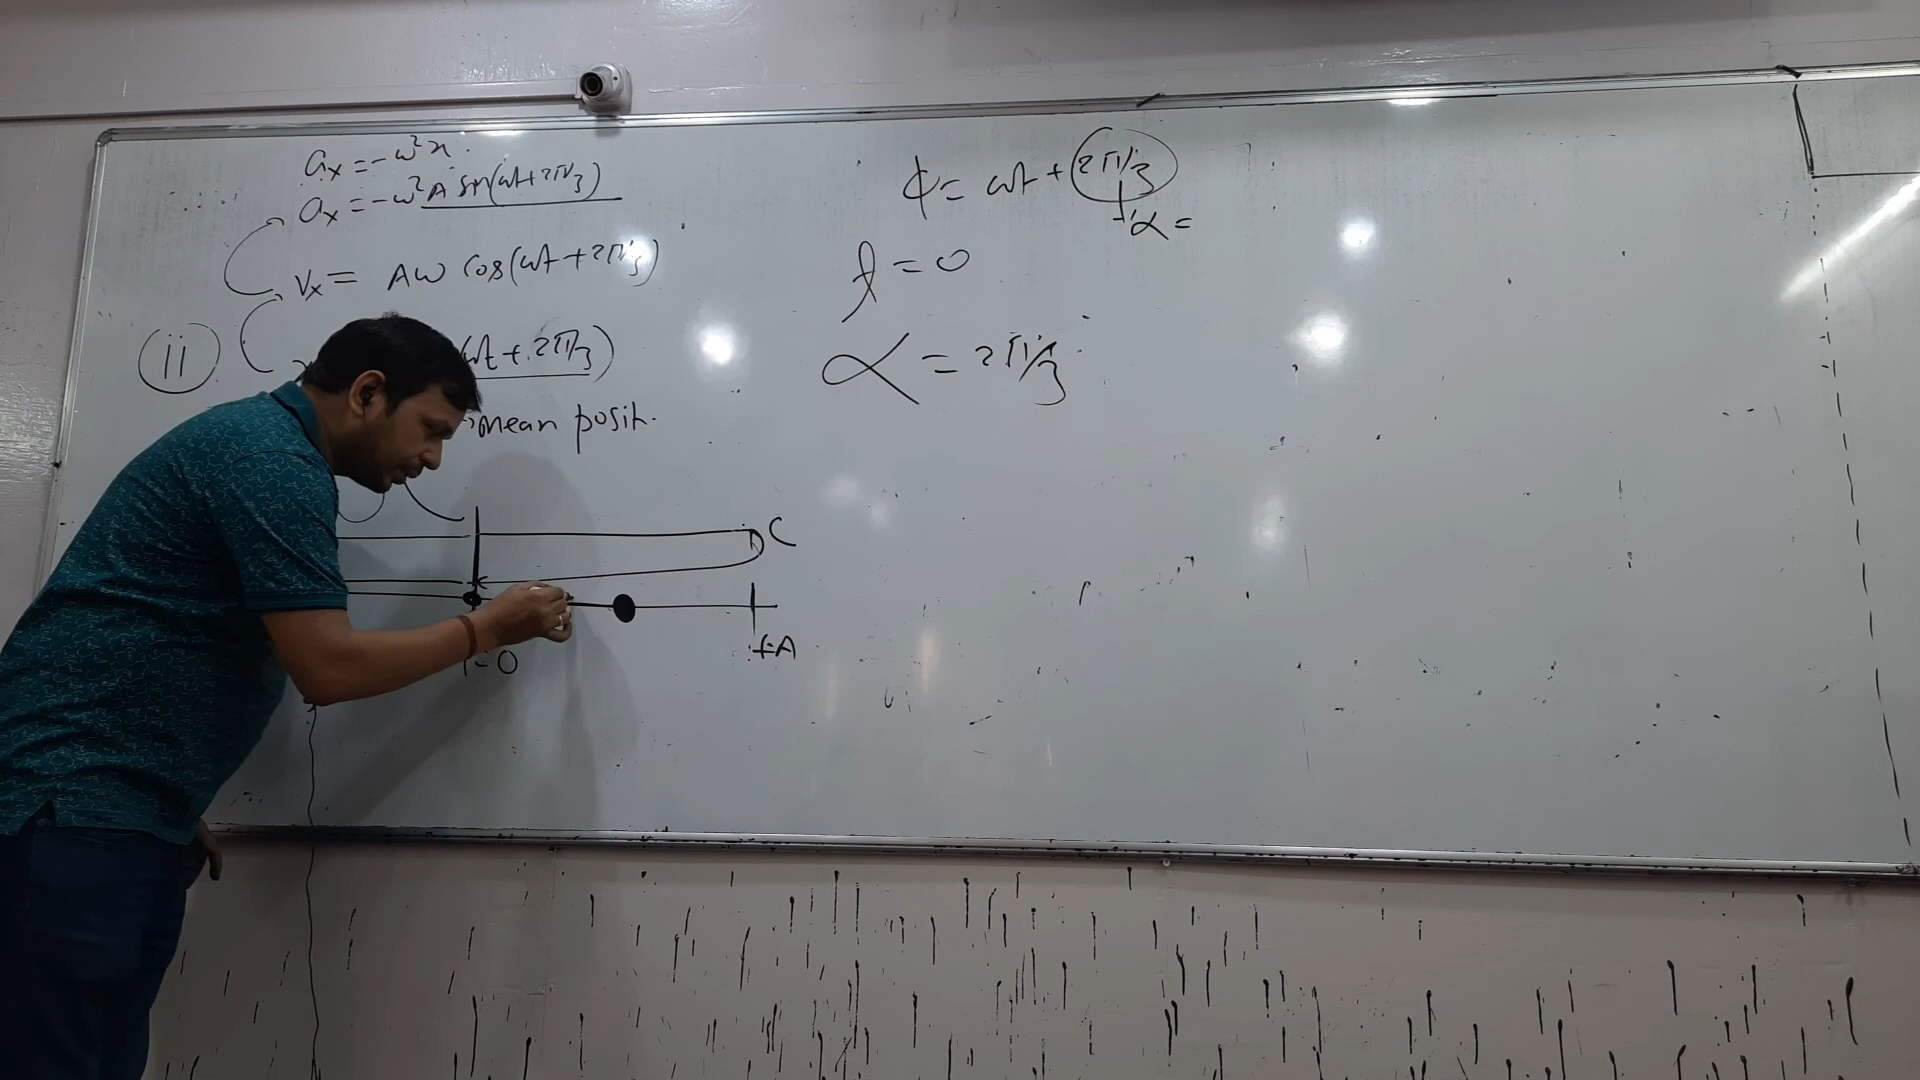 aₓ = -ω²x.
aₓ = -ω²A sin(ωt+2π/3)
vₓ = Aω cos(ωt+2π/3)
(ii) ωt + 2π/3)
mean posit.
C
= 0
+A
ϕ = ωt + 2π/3
α =
t = 0
α = 2π/3